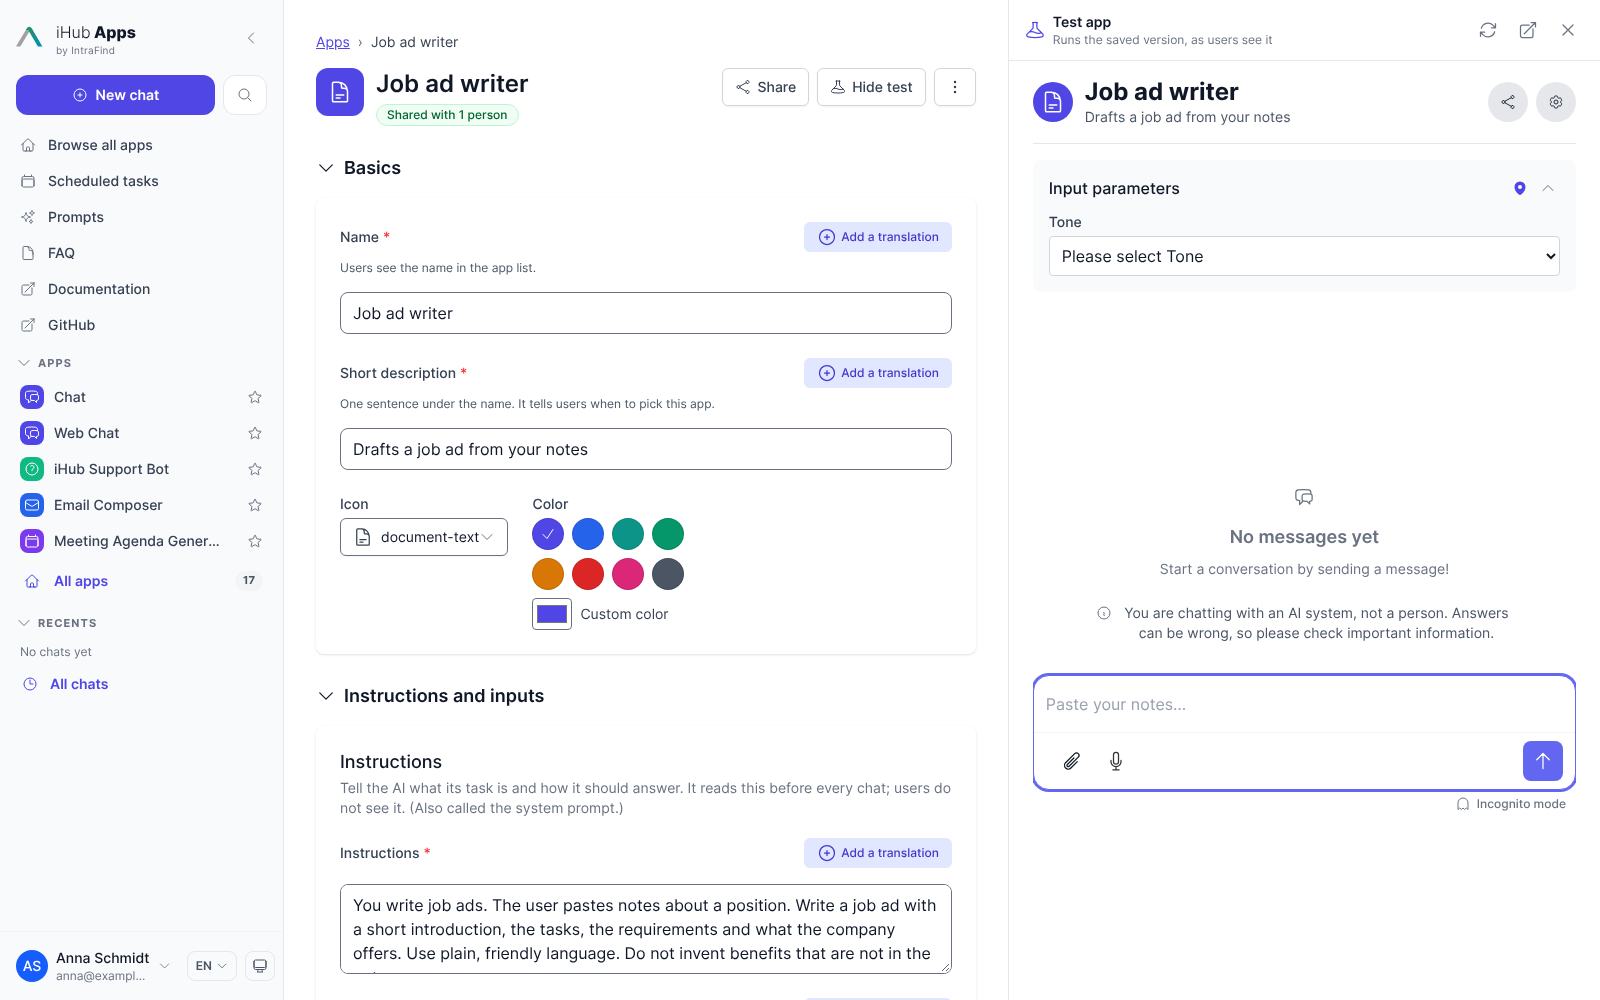 iHub Apps
by IntraFind
New chat
Browse all apps
Scheduled tasks
Prompts
FAQ
Documentation
GitHub
APPS
Chat
Web Chat
iHub Support Bot
Email Composer
Meeting Agenda Gener...
All apps
17
RECENTS
No chats yet
All chats
AS
Anna Schmidt
anna@exampl...
EN
Apps › Job ad writer
Job ad writer
Shared with 1 person
Share
Hide test
Basics
Name *
Add a translation
Users see the name in the app list.
Job ad writer
Short description *
Add a translation
One sentence under the name. It tells users when to pick this app.
Drafts a job ad from your notes
Icon
Color
document-text
Custom color
Instructions and inputs
Instructions
Tell the AI what its task is and how it should answer. It reads this before every chat; users do
not see it. (Also called the system prompt.)
Instructions *
Add a translation
You write job ads. The user pastes notes about a position. Write a job ad with
a short introduction, the tasks, the requirements and what the company
offers. Use plain, friendly language. Do not invent benefits that are not in the
Test app
Runs the saved version, as users see it
Job ad writer
Drafts a job ad from your notes
Input parameters
Tone
Please select Tone
No messages yet
Start a conversation by sending a message!
You are chatting with an AI system, not a person. Answers
can be wrong, so please check important information.
Paste your notes...
Incognito mode